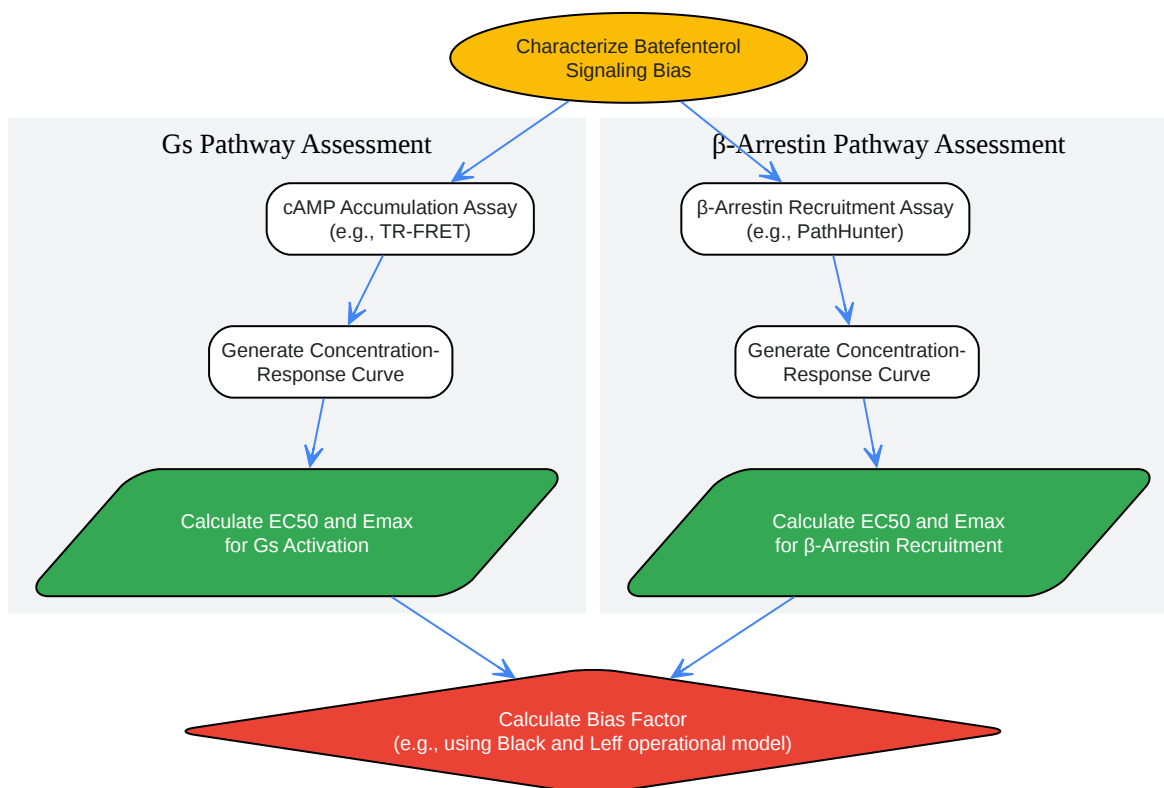 Characterize Batefenterol
Signaling Bias
Gs Pathway Assessment
cAMP Accumulation Assay
(e.g., TR-FRET)
Generate Concentration-
Response Curve
Calculate EC50 and Emax
for Gs Activation
β-Arrestin Pathway Assessment
β-Arrestin Recruitment Assay
(e.g., PathHunter)
Generate Concentration-
Response Curve
Calculate EC50 and Emax
for β-Arrestin Recruitment
Calculate Bias Factor
(e.g., using Black and Leff operational model)